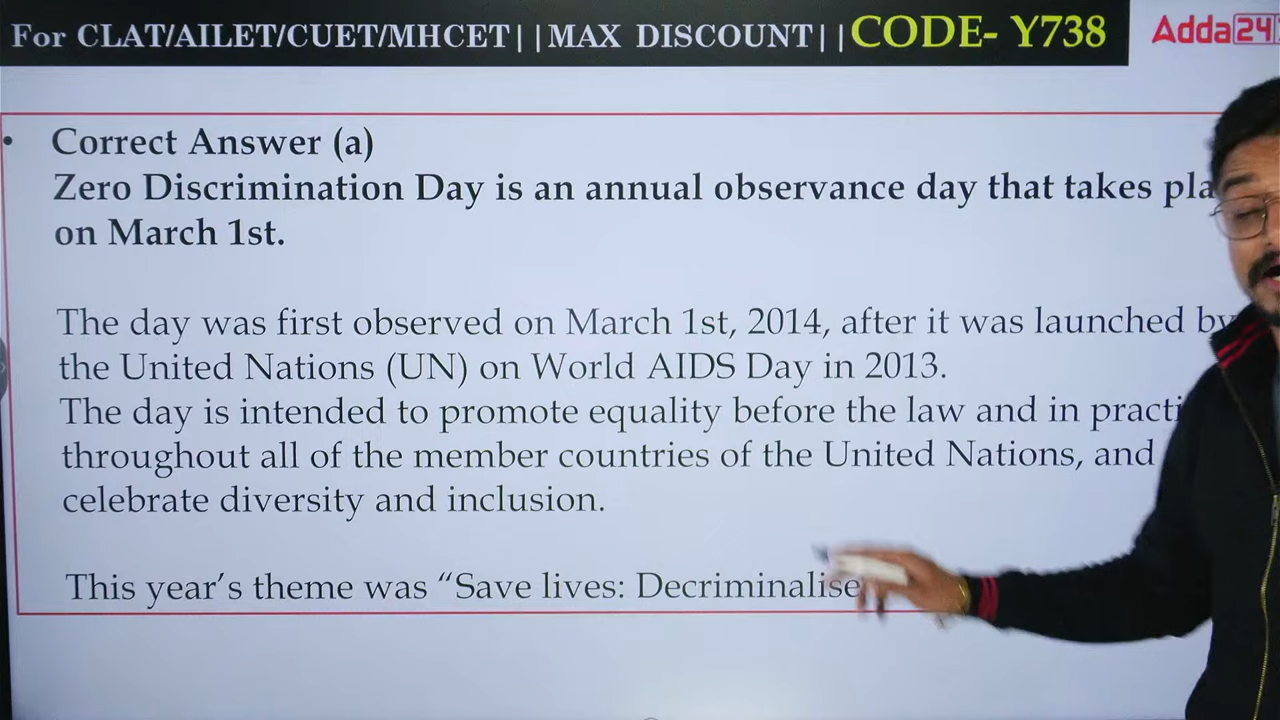 For CLAT/AILET/CUET/MHCET||MAX DISCOUNT||CODE- Y738
Adda24
• Correct Answer (a)
Zero Discrimination Day is an annual observance day that takes
on March 1st.
The day was first observed on March 1st, 2014, after it was launched by
the United Nations (UN) on World AIDS Day in 2013.
The day is intended to promote equality before the law and in
throughout all of the member countries of the United Nations, and
celebrate diversity and inclusion.
This year's theme was “Save lives: Decriminalise